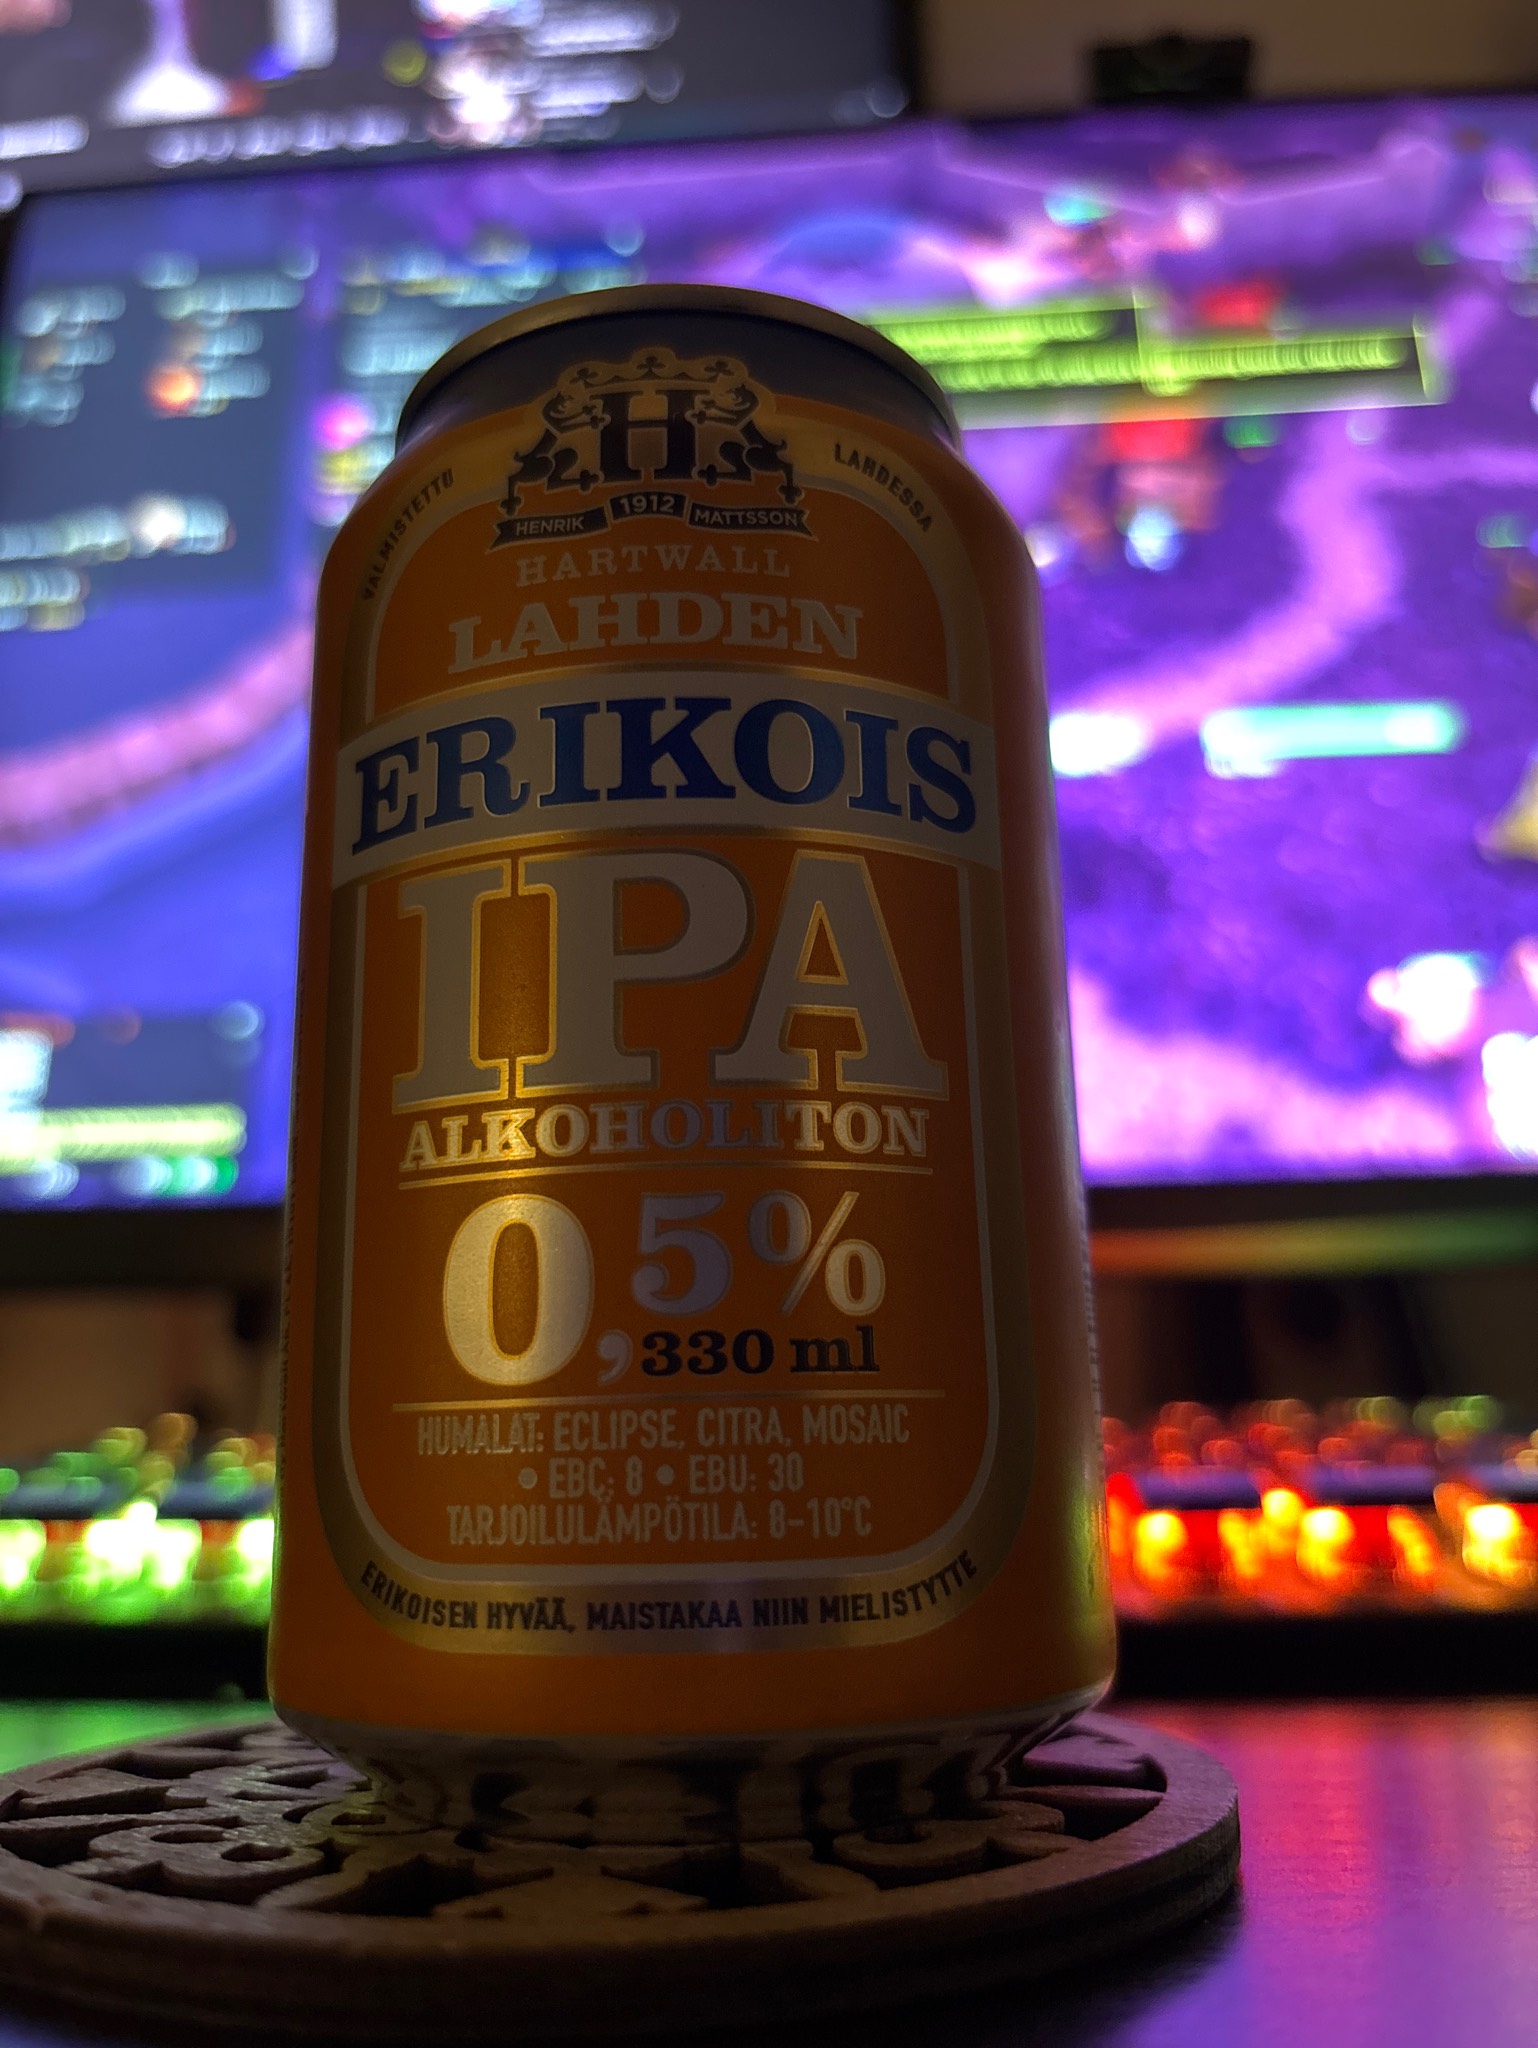 H
HENRIK 1912 MATTSSON
VALMISTETTU LAHDESSA
HARTWALL
LAHDEN
ERIKOIS
IPA
ALKOHOLITON
0,5%
330 ml
HUMALAT: ECLIPSE, CITRA, MOSAIC
• EBC: 8 • EBU: 30
TARJOILULÄMPÖTILA: 8–10°C
ERIKOISEN HYVÄÄ, MAISTAKAA NIIN MIELISTYTTE